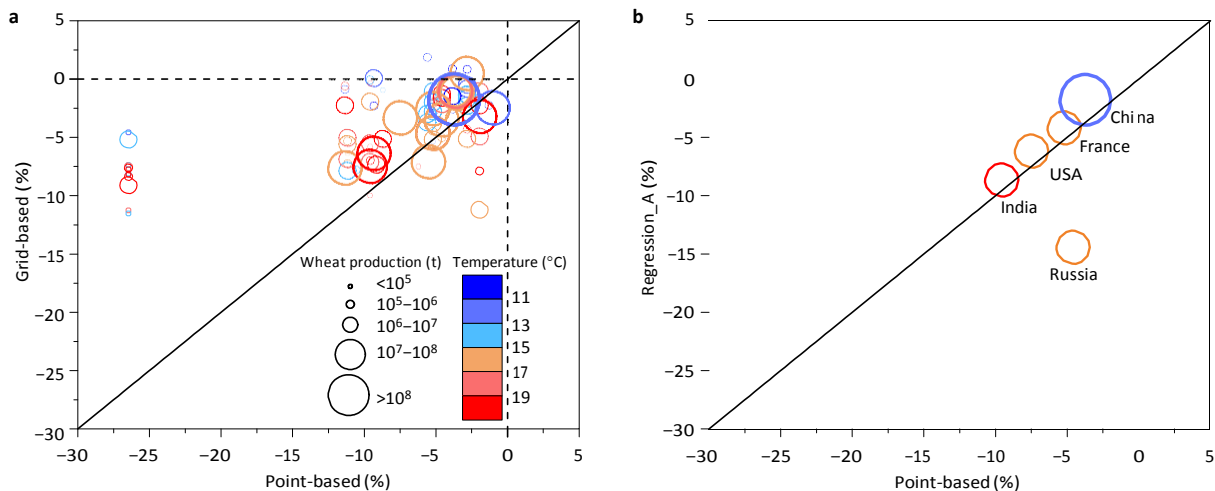 a
5
0
−5
−10
−15
−20
−25
−30
Grid-based (%)
Wheat production (t)
<10⁵
10⁵−10⁶
10⁶−10⁷
10⁷−10⁸
>10⁸
Temperature (°C)
11
13
15
17
19
−30 −25 −20 −15 −10 −5 0 5
Point-based (%)
b
5
0
−5
−10
−15
−20
−25
−30
Regression_A (%)
China
France
USA
India
Russia
−30 −25 −20 −15 −10 −5 0 5
Point-based (%)